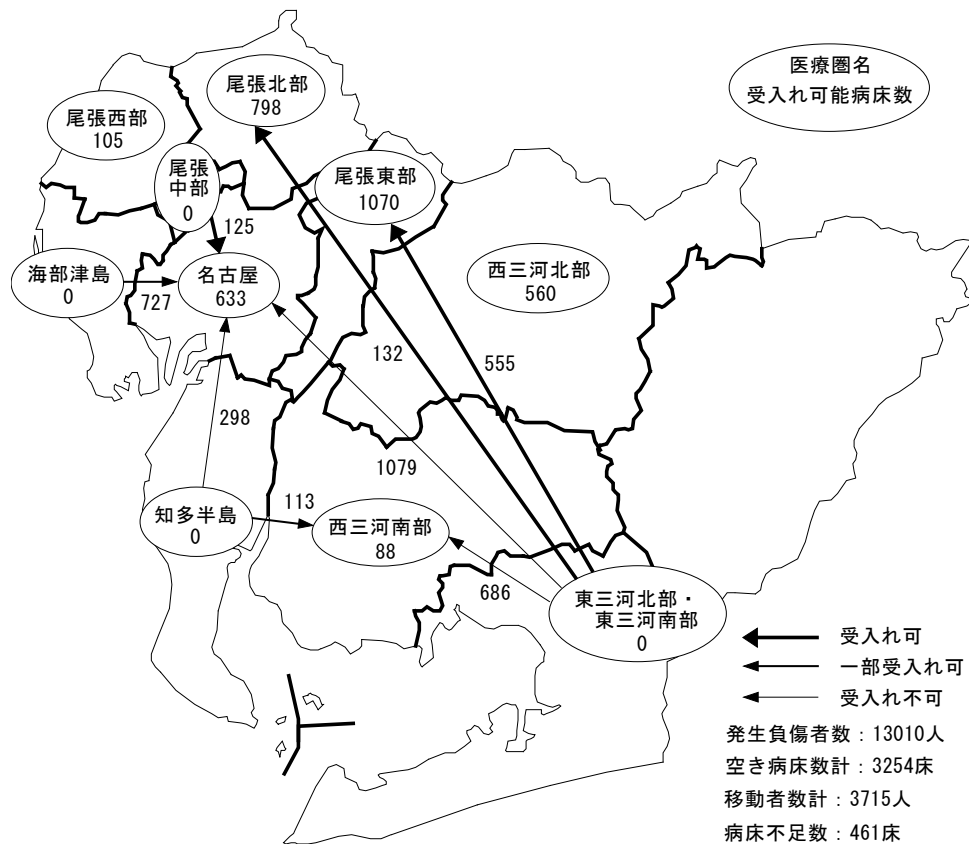 尾張北部
798
医療圏名
受入れ可能病床数
尾張西部
105
尾張
中部
0
尾張東部
1070
125
海部津島
0
727
名古屋
633
西三河北部
560
132
555
298
1079
知多半島
0
113
西三河南部
88
686
東三河北部・
東三河南部
0
受入れ可
一部受入れ可
受入れ不可
発生負傷者数：13010人
空き病床数計：3254床
移動者数計：3715人
病床不足数：461床